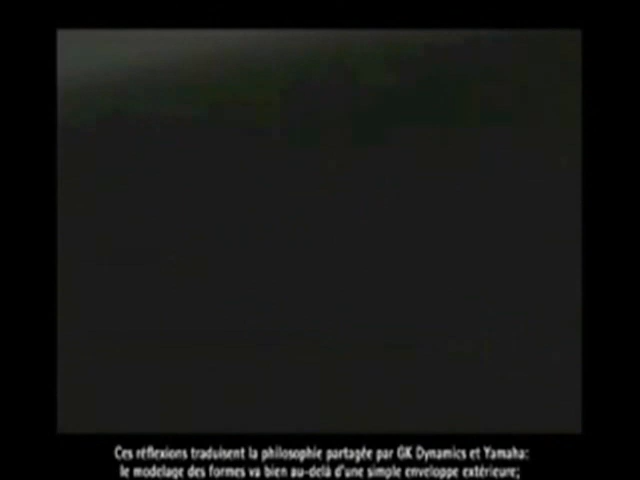 Ces réflexions traduisent la philosophie partagée par GK Dynamics et Yamaha:
le modelage des formes va bien au-delà d'une simple enveloppe extérieure;